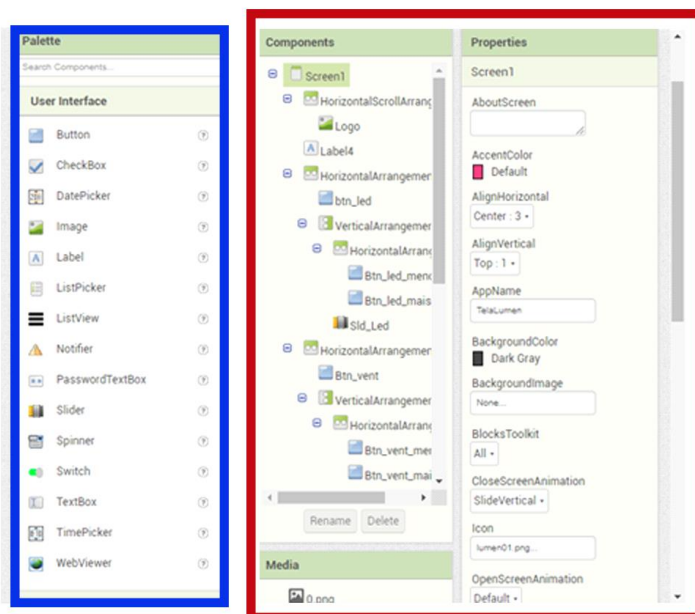 Palette
Search Components...
User Interface
Button
CheckBox
DatePicker
Image
Label
ListPicker
ListView
Notifier
PasswordTextBox
Slider
Spinner
Switch
TextBox
TimePicker
WebViewer
Components
Screen1
HorizontalScrollArrang
Logo
A Label4
HorizontalArrangemer
btn_led
VerticalArrangemer
HorizontalArrang
Btn_led_meno
Btn_led_mais
Sld_Led
HorizontalArrangemer
Btn_vent
VerticalArrangemer
HorizontalArrang
Btn_vent_mer
Btn_vent_mai
Rename Delete
Media
0.png
Properties
Screen1
AboutScreen
AccentColor
Default
AlignHorizontal
Center : 3
AlignVertical
Top : 1
AppName
TelaLumen
BackgroundColor
Dark Gray
BackgroundImage
None...
BlocksToolkit
All
CloseScreenAnimation
SlideVertical
Icon
lumen01.png...
OpenScreenAnimation
Default